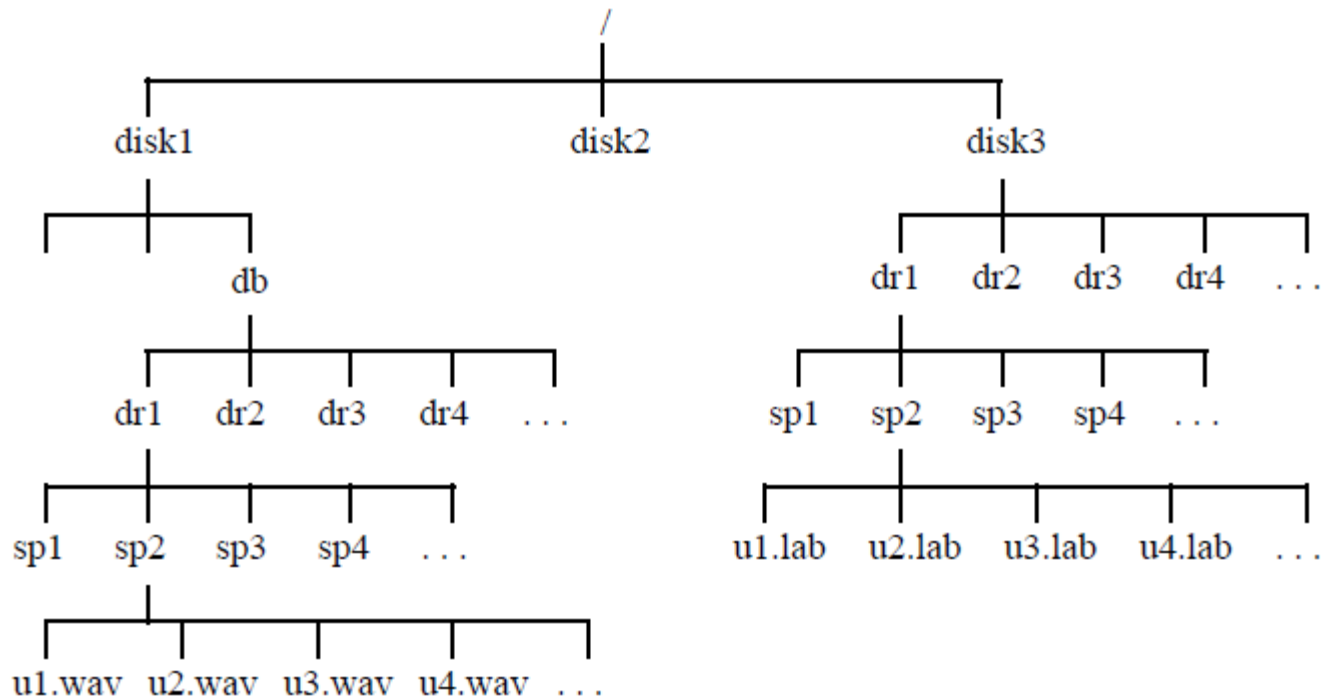 /
disk1 disk2 disk3
db dr1 dr2 dr3 dr4 . . .
dr1 dr2 dr3 dr4 . . . sp1 sp2 sp3 sp4 . . .
sp1 sp2 sp3 sp4 . . . u1.lab u2.lab u3.lab u4.lab . . .
u1.wav u2.wav u3.wav u4.wav . . .